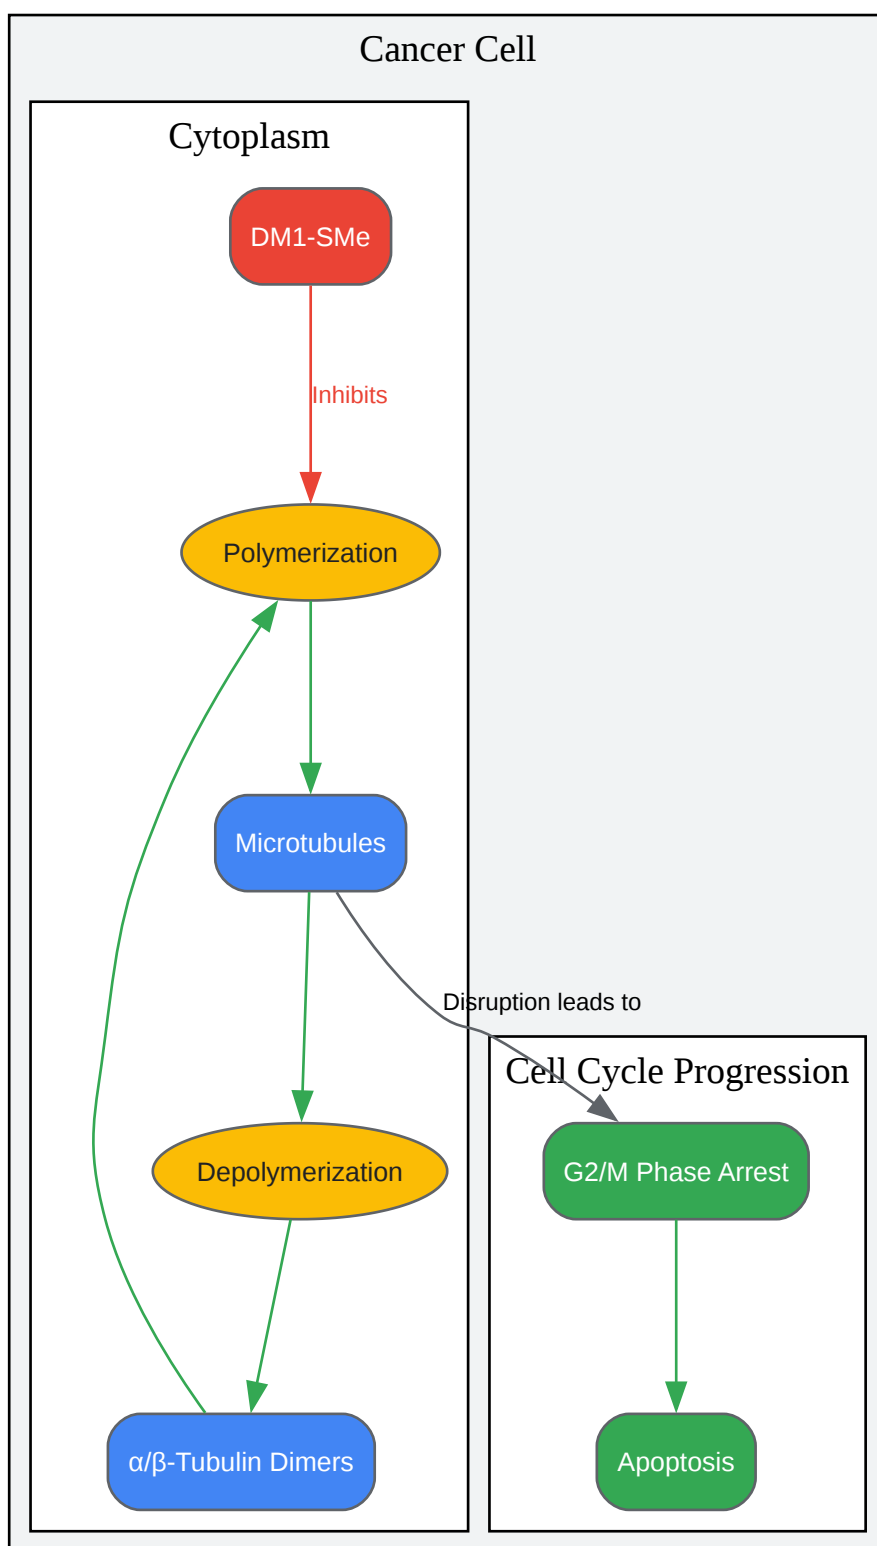 Cancer Cell
Cytoplasm
DM1-SMe
Inhibits
Polymerization
Microtubules
Disruption leads to
Cell Cycle Progression
Depolymerization
G2/M Phase Arrest
α/β-Tubulin Dimers
Apoptosis